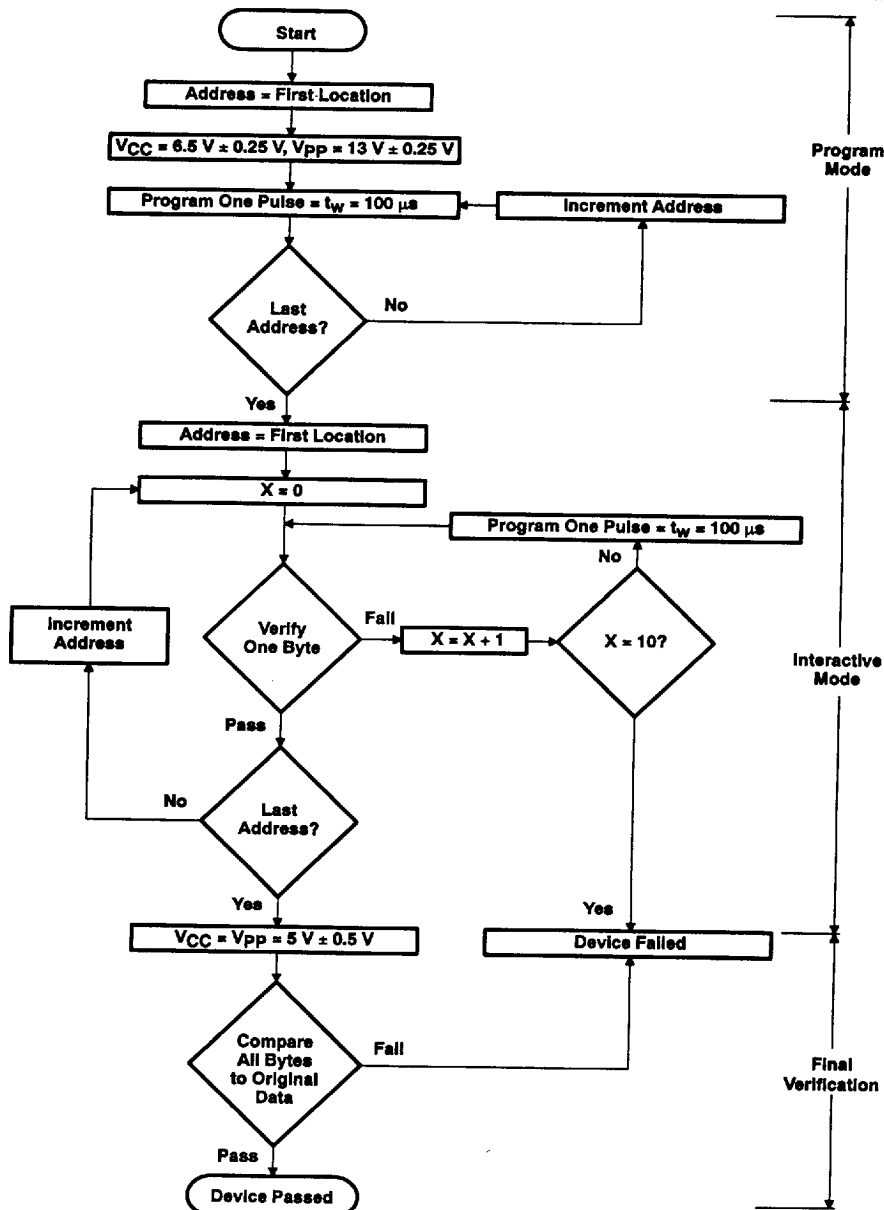 Start
Address = First Location
VCC = 6.5 V ± 0.25 V, VPP = 13 V ± 0.25 V
Program One Pulse = tw = 100 µs
Increment Address
Program
Mode
Last
Address?
No
Yes
Address = First Location
X = 0
Program One Pulse = tw = 100 µs
No
Increment
Address
Verify
One Byte
Fail
X = X + 1
X = 10?
Interactive
Mode
Pass
No
Last
Address?
Yes
Yes
VCC = VPP = 5 V ± 0.5 V
Device Failed
Compare
All Bytes
to Original
Data
Fail
Final
Verification
Pass
Device Passed